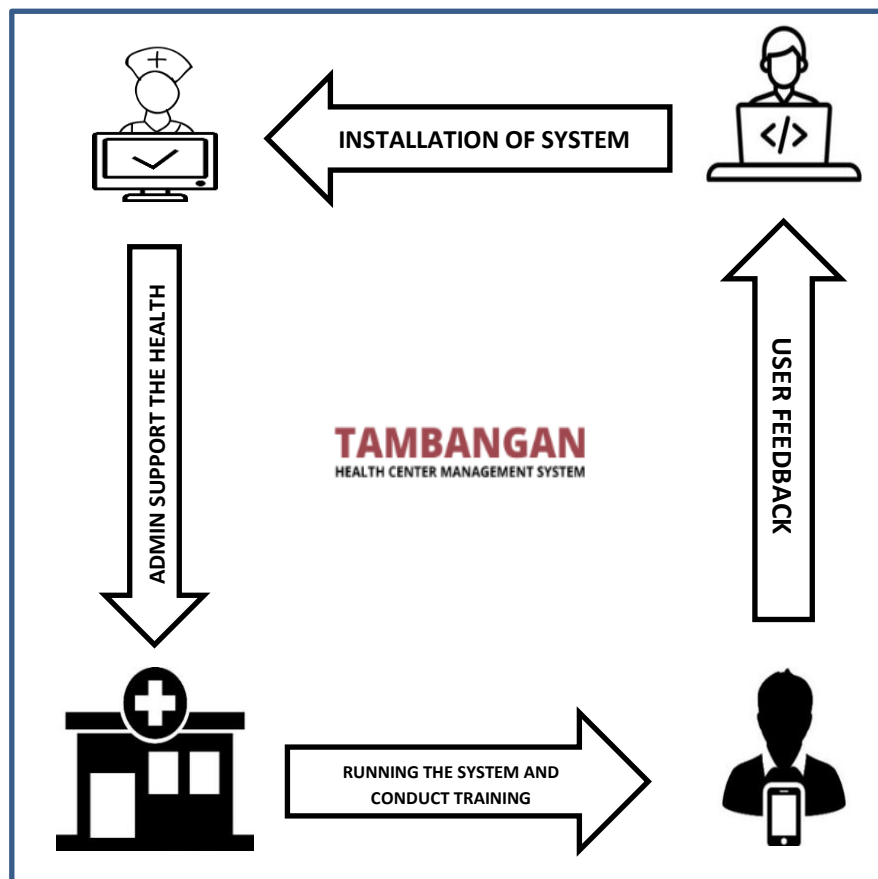 INSTALLATION OF SYSTEM
</>
ADMIN SUPPORT THE HEALTH
USER FEEDBACK
TAMBANGAN
HEALTH CENTER MANAGEMENT SYSTEM
RUNNING THE SYSTEM AND
CONDUCT TRAINING